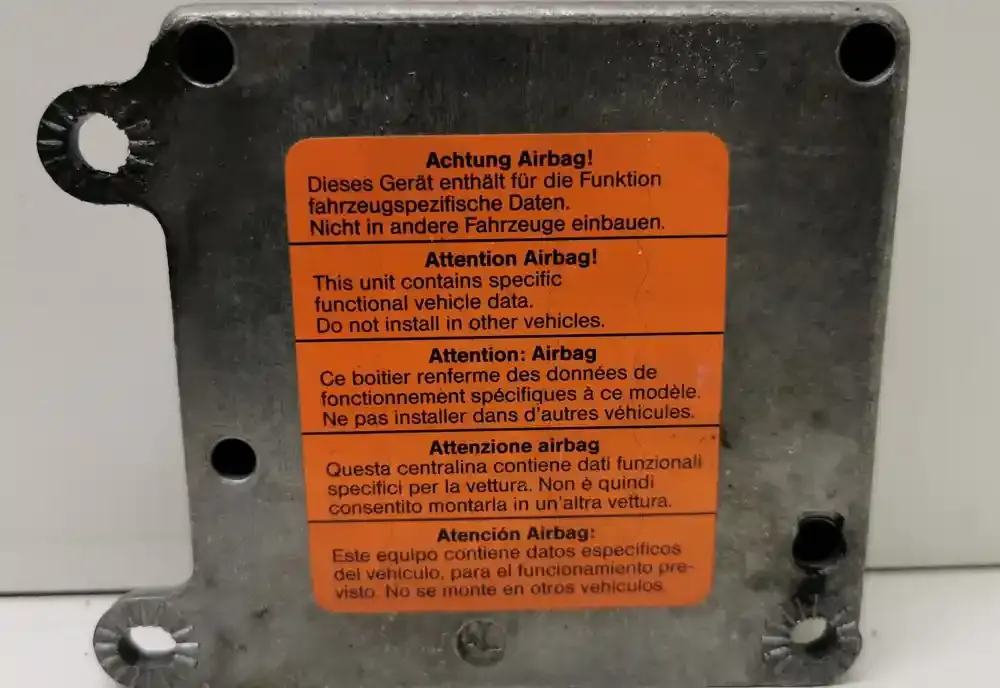 Achtung Airbag!
Dieses Gerät enthält für die Funktion
fahrzeugspezifische Daten.
Nicht in andere Fahrzeuge einbauen.
Attention Airbag!
This unit contains specific
functional vehicle data.
Do not install in other vehicles.
Attention: Airbag
Ce boitier renferme des données de
fonctionnement spécifiques à ce modèle.
Ne pas installer dans d'autres véhicules.
Attenzione airbag
Questa centralina contiene dati funzionali
specifici per la vettura. Non è quindi
consentito montarla in un'altra vettura.
Atención Airbag:
Este equipo contiene datos especificos
del vehiculo, para el funcionamiento pre-
visto. No se monte en otros vehiculos.